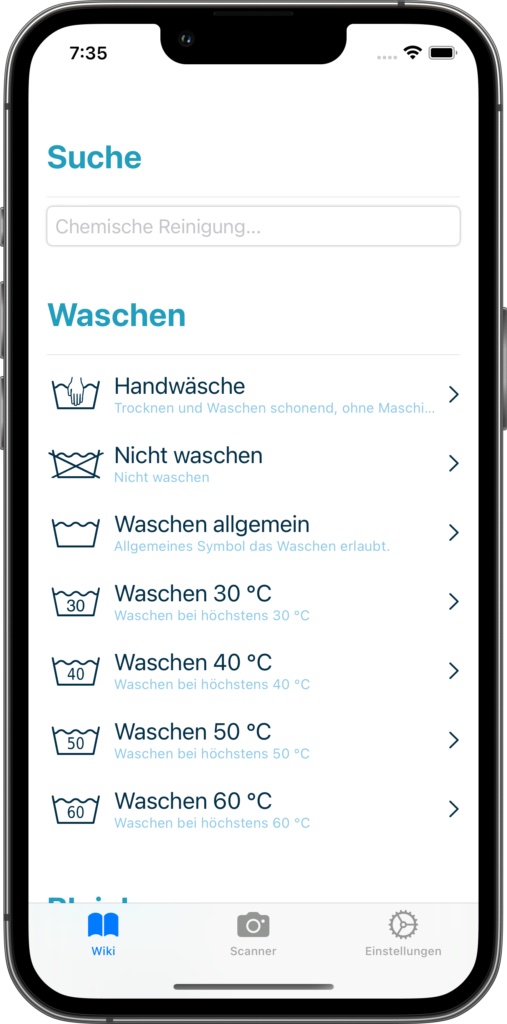 7:35
Suche
Chemische Reinigung...
Waschen
Handwäsche
Trocknen und Waschen schonend, ohne Maschi...
Nicht waschen
Nicht waschen
Waschen allgemein
Allgemeines Symbol das Waschen erlaubt.
30
Waschen 30 °C
Waschen bei höchstens 30 °C
40
Waschen 40 °C
Waschen bei höchstens 40 °C
50
Waschen 50 °C
Waschen bei höchstens 50 °C
60
Waschen 60 °C
Waschen bei höchstens 60 °C
Wiki
Scanner
Einstellungen